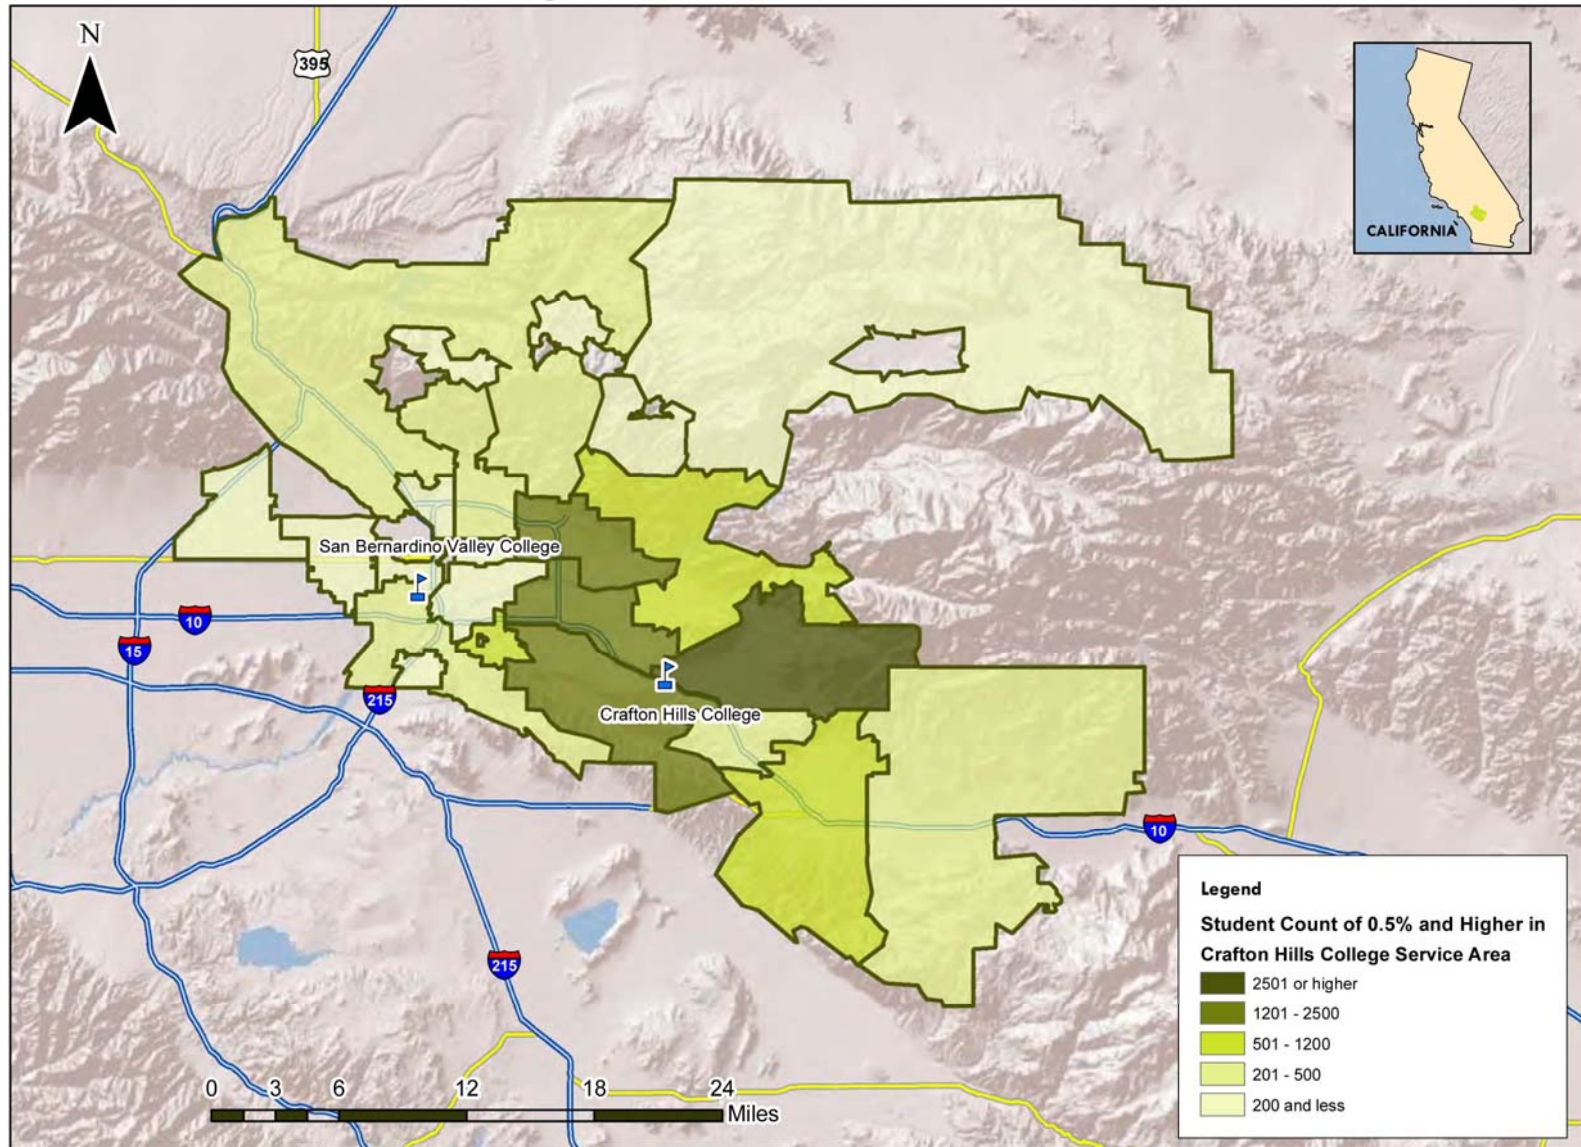 N
395
CALIFORNIA
San Bernardino Valley College
10
15
215
Crafton Hills College
10
215
Legend
Student Count of 0.5% and Higher in
Crafton Hills College Service Area
2501 or higher
1201 - 2500
501 - 1200
201 - 500
200 and less
0 3 6 12 18 24
Miles